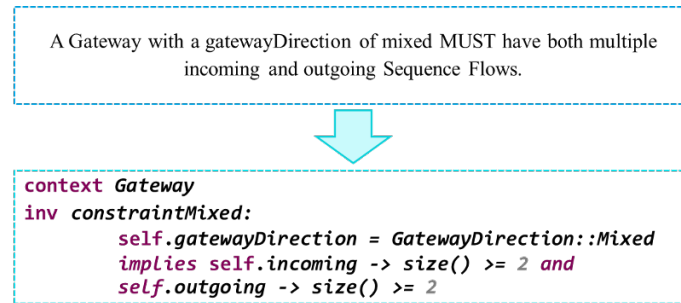 A Gateway with a gatewayDirection of mixed MUST have both multiple
incoming and outgoing Sequence Flows.
context Gateway
inv constraintMixed:
self.gatewayDirection = GatewayDirection::Mixed
implies self.incoming -> size() >= 2 and
self.outgoing -> size() >= 2